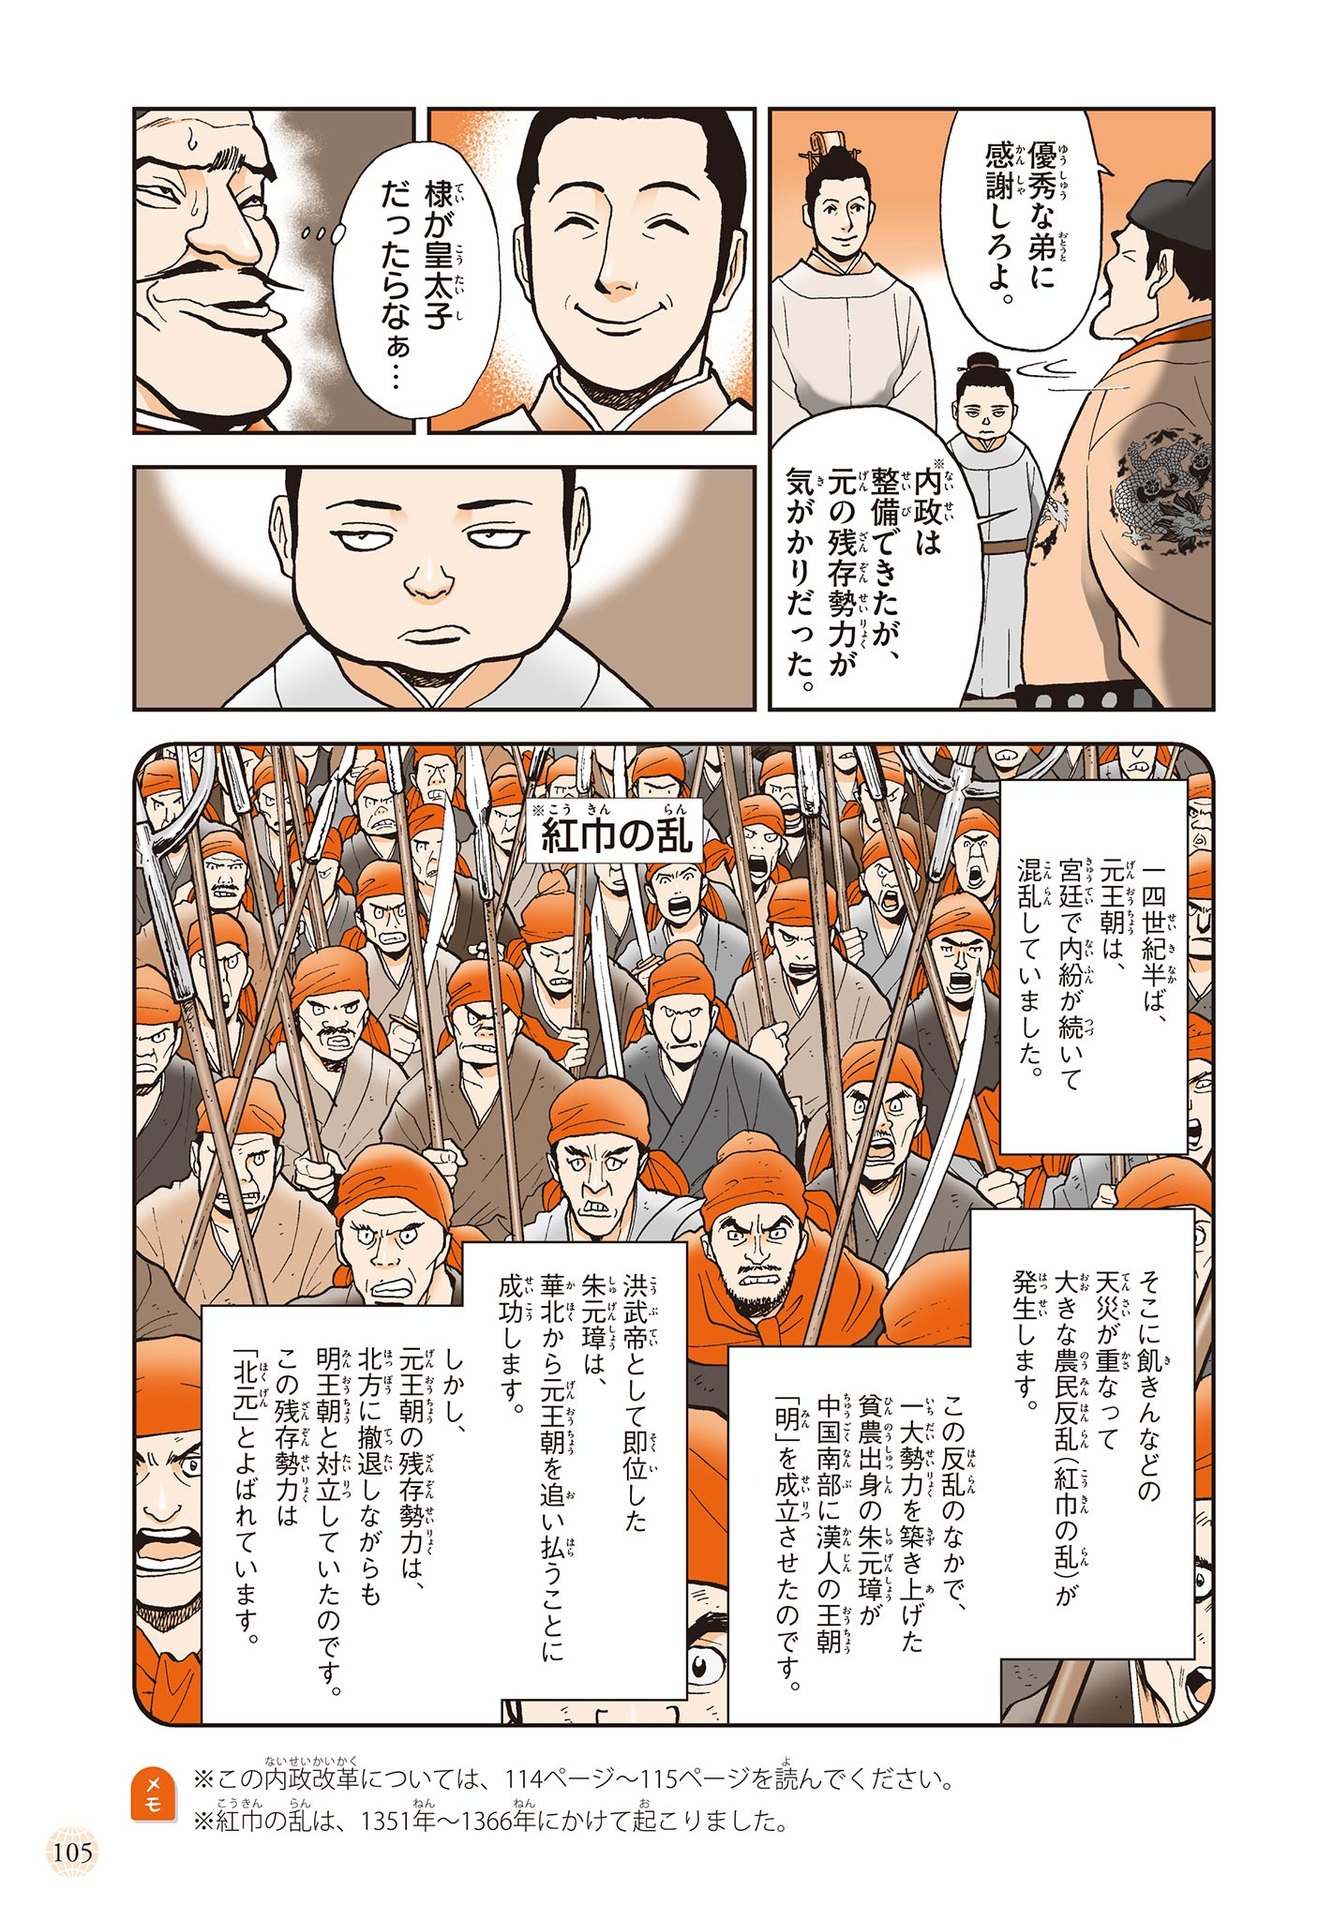 優秀な弟に
感謝しろよ。
※内政は
整備できたが、
元の残存勢力が
気がかりだった。
棣が皇太子
だったらなぁ…
※紅巾の乱
一四世紀半ば、
元王朝は、
宮廷で内紛が続いて
混乱していました。
そこに飢きんなどの
天災が重なって
大きな農民反乱（紅巾の乱）が
発生します。
この反乱のなかで、
一大勢力を築き上げた
貧農出身の朱元璋が
中国南部に漢人の王朝
「明」を成立させたのです。
洪武帝として即位した
朱元璋は、
華北から元王朝を追い払うことに
成功します。
しかし、
元王朝の残存勢力は、
北方に撤退しながらも
明王朝と対立していたのです。
この残存勢力は
「北元」とよばれています。
メモ
※この内政改革については、114ページ～115ページを読んでください。
※紅巾の乱は、1351年～1366年にかけて起こりました。
105